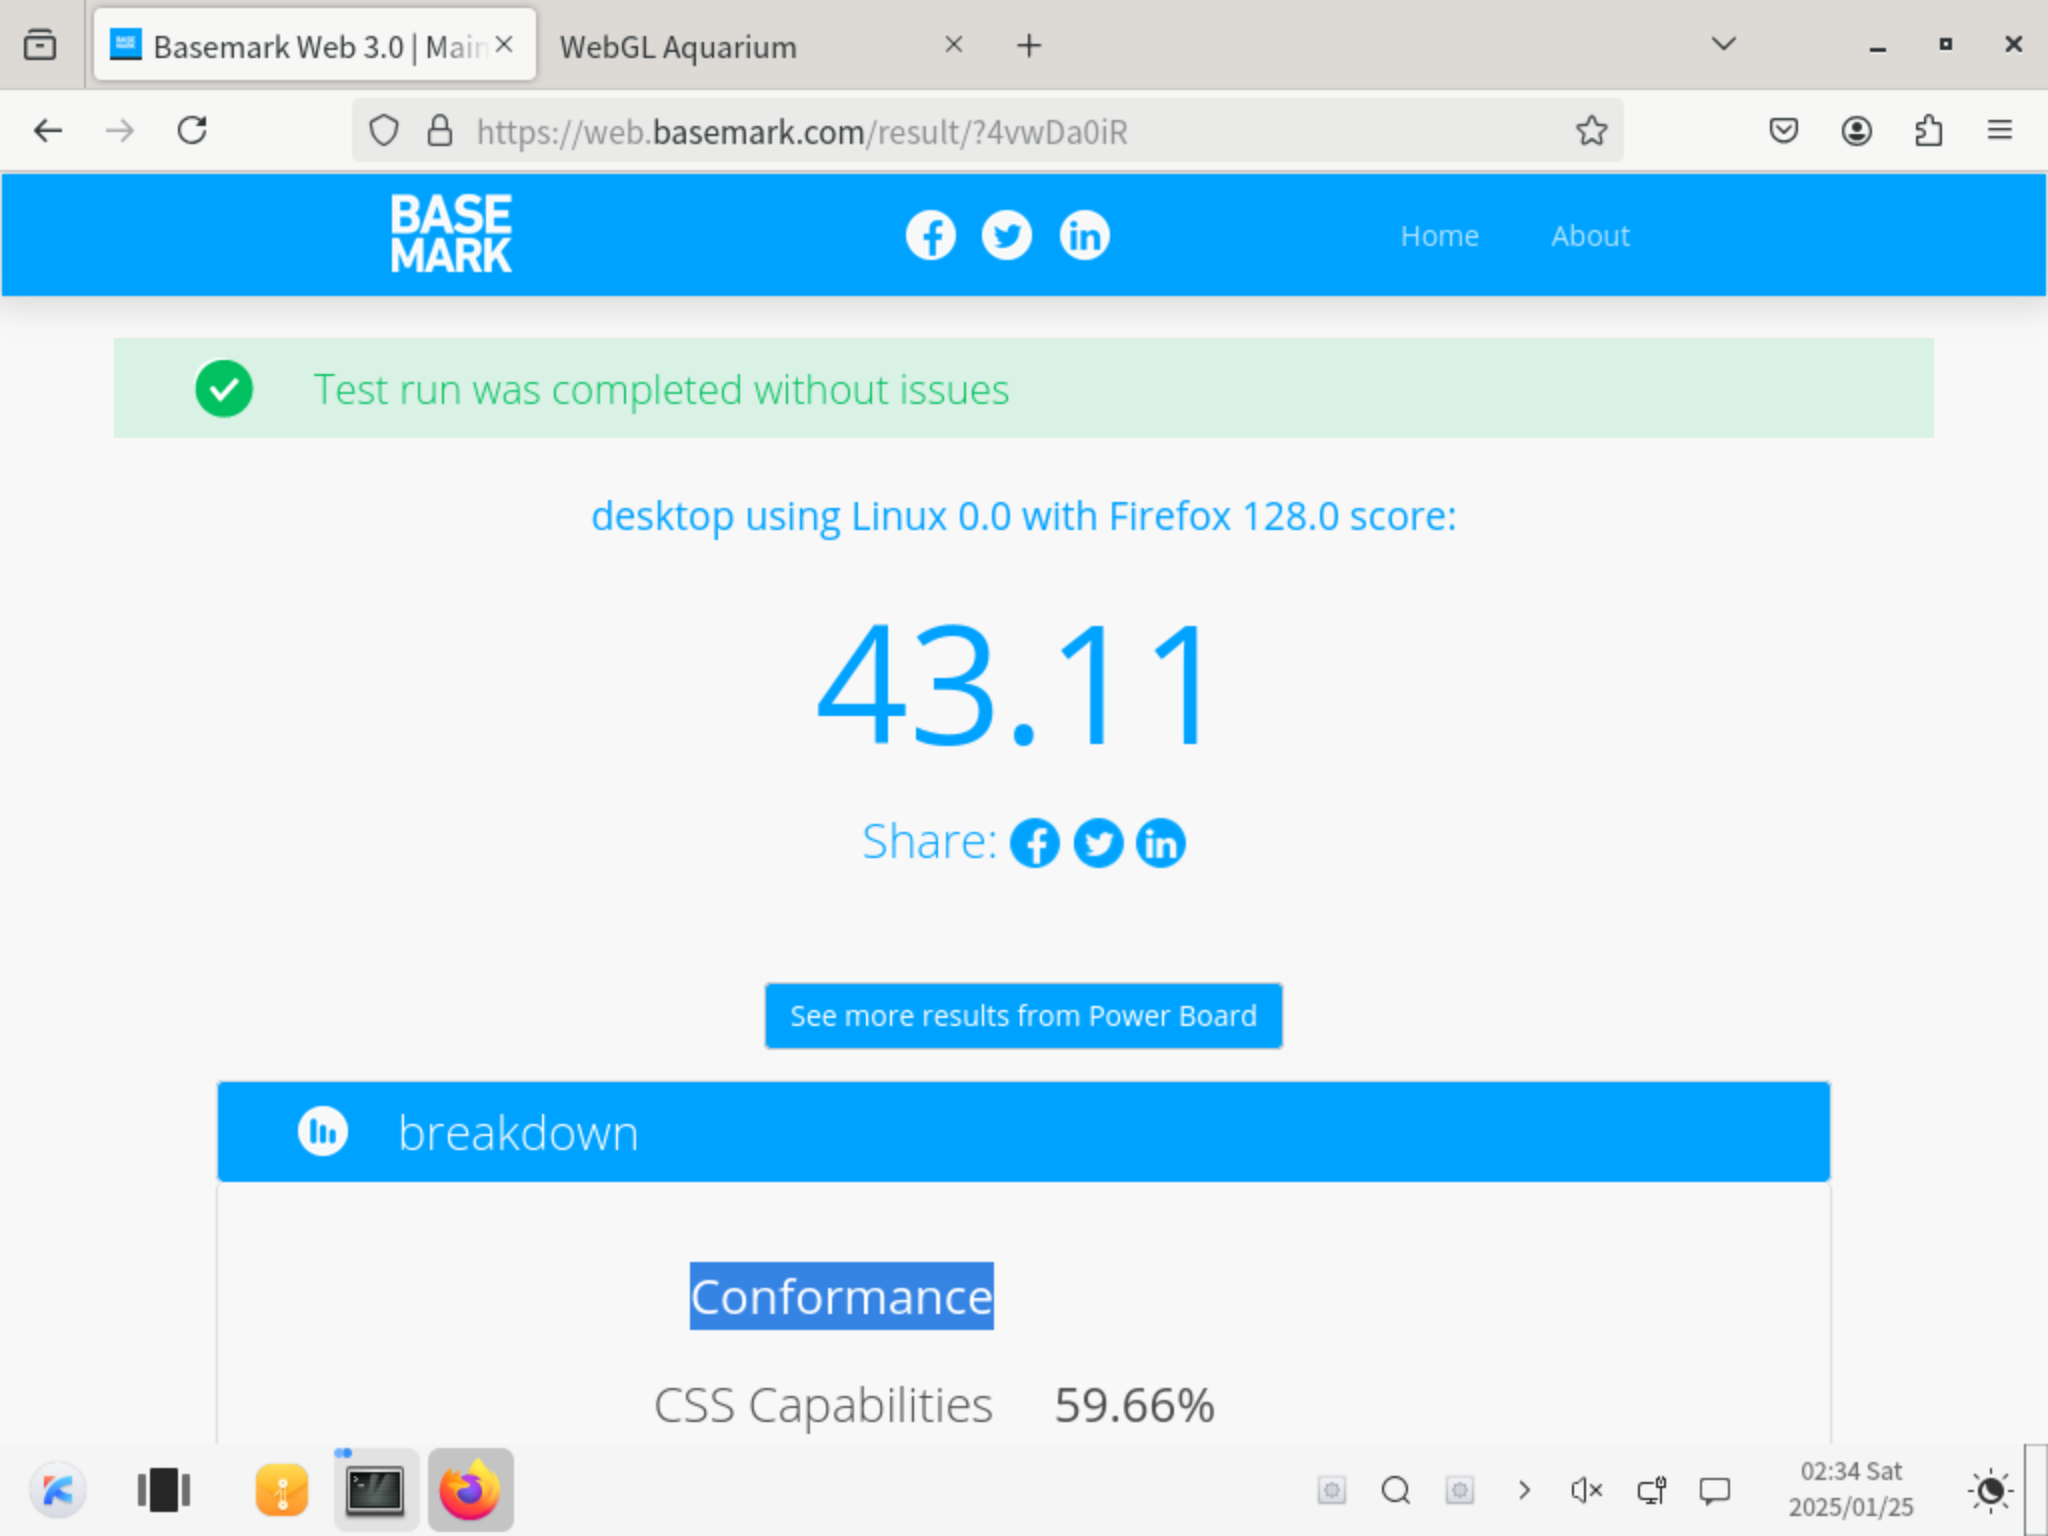 Basemark Web 3.0 | Main
WebGL Aquarium
https://web.basemark.com/result/?4vwDa0iR
BASE
MARK
Home
About
Test run was completed without issues
desktop using Linux 0.0 with Firefox 128.0 score:
43.11
Share:
See more results from Power Board
breakdown
Conformance
CSS Capabilities 59.66%
02:34 Sat
2025/01/25